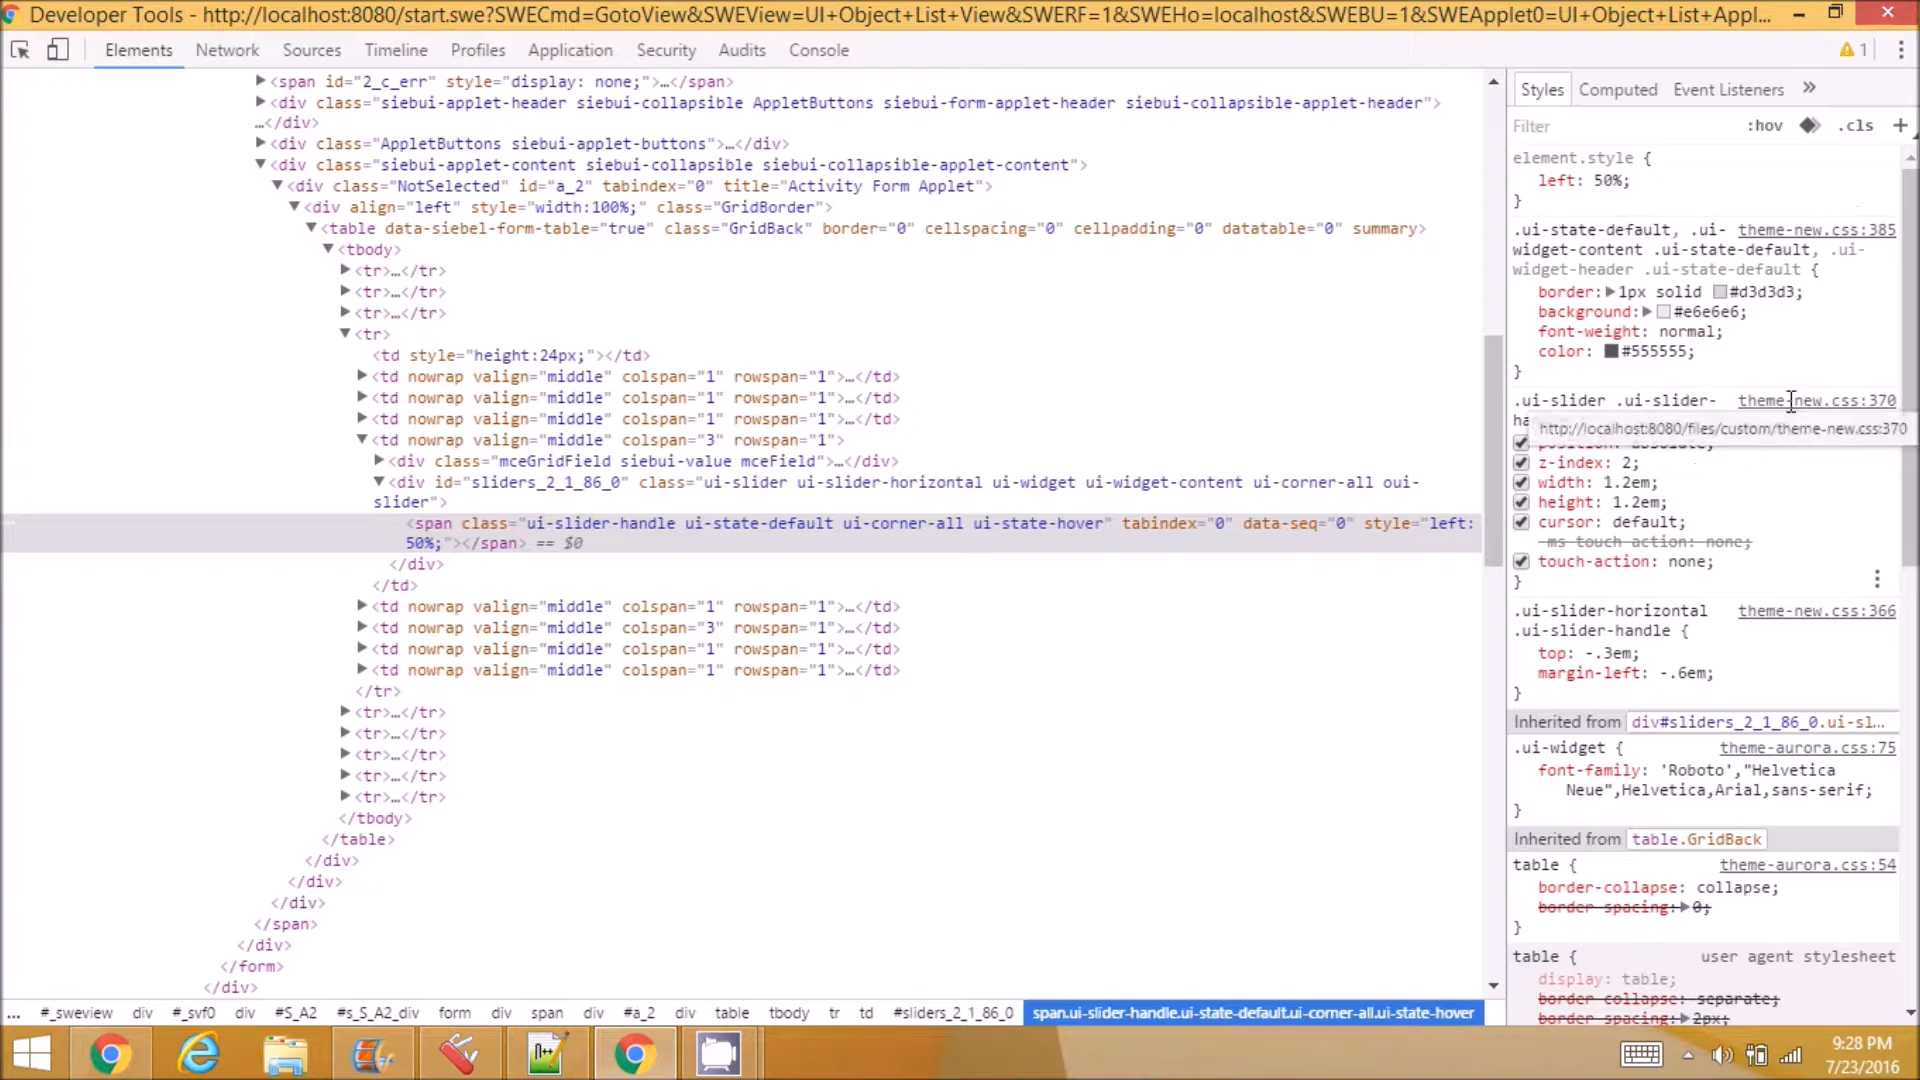 Developer Tools - http://localhost:8080/start.swe?SWECmd=GotoView&SWEView=UI+Object+List+View&SWERF=1&SWEHo=localhost&SWEBU=1&SWEApplet0=UI+Object+List+Appl...
Elements Network Sources Timeline Profiles Application Security Audits Console 1
<span id="2_c_err" style="display: none;">…</span>
<div class="siebui-applet-header siebui-collapsible AppletButtons siebui-form-applet-header siebui-collapsible-applet-header">
…</div>
<div class="AppletButtons siebui-applet-buttons">…</div>
<div class="siebui-applet-content siebui-collapsible siebui-collapsible-applet-content">
<div class="NotSelected" id="a_2" tabindex="0" title="Activity Form Applet">
<div align="left" style="width:100%;" class="GridBorder">
<table data-siebel-form-table="true" class="GridBack" border="0" cellspacing="0" cellpadding="0" datatable="0" summary>
<tbody>
<tr>…</tr>
<tr>…</tr>
<tr>…</tr>
<tr>
<td style="height:24px;"></td>
<td nowrap valign="middle" colspan="1" rowspan="1">…</td>
<td nowrap valign="middle" colspan="1" rowspan="1">…</td>
<td nowrap valign="middle" colspan="1" rowspan="1">…</td>
<td nowrap valign="middle" colspan="3" rowspan="1">
<div class="mceGridField siebui-value mceField">…</div>
<div id="sliders_2_1_86_0" class="ui-slider ui-slider-horizontal ui-widget ui-widget-content ui-corner-all oui-
slider">
<span class="ui-slider-handle ui-state-default ui-corner-all ui-state-hover" tabindex="0" data-seq="0" style="left:
50%;"></span> == $0
</div>
</td>
<td nowrap valign="middle" colspan="1" rowspan="1">…</td>
<td nowrap valign="middle" colspan="3" rowspan="1">…</td>
<td nowrap valign="middle" colspan="1" rowspan="1">…</td>
<td nowrap valign="middle" colspan="1" rowspan="1">…</td>
</tr>
<tr>…</tr>
<tr>…</tr>
<tr>…</tr>
<tr>…</tr>
<tr>…</tr>
</tbody>
</table>
</div>
</div>
</div>
</span>
</div>
</form>
</div>
... #_sweview div #_svf0 div #S_A2 #s_S_A2_div form div span div #a_2 div table tbody tr td #sliders_2_1_86_0 span.ui-slider-handle.ui-state-default.ui-corner-all.ui-state-hover
Styles Computed Event Listeners »
Filter :hov .cls +
element.style {
left: 50%;
}
.ui-state-default, .ui- theme-new.css:385
widget-content .ui-state-default, .ui-
widget-header .ui-state-default {
border: 1px solid #d3d3d3;
background: #e6e6e6;
font-weight: normal;
color: #555555;
}
.ui-slider .ui-slider- theme-new.css:370
ha
http://localhost:8080/files/custom/theme-new.css:370
position: absolute;
z-index: 2;
width: 1.2em;
height: 1.2em;
cursor: default;
-ms-touch-action: none;
touch-action: none;
}
.ui-slider-horizontal theme-new.css:366
.ui-slider-handle {
top: -.3em;
margin-left: -.6em;
}
Inherited from div#sliders_2_1_86_0.ui-sl…
.ui-widget { theme-aurora.css:75
font-family: 'Roboto',"Helvetica
Neue",Helvetica,Arial,sans-serif;
}
Inherited from table.GridBack
table { theme-aurora.css:54
border-collapse: collapse;
border-spacing: 0;
}
table { user agent stylesheet
display: table;
border-collapse: separate;
border-spacing: 2px;
9:28 PM
7/23/2016